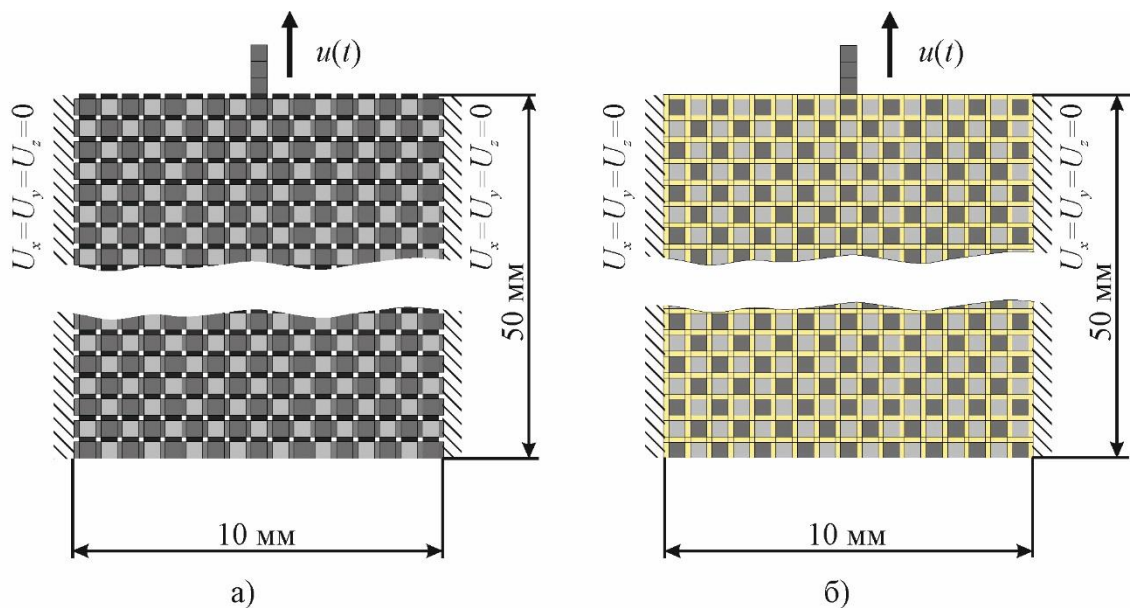 u(t)
U_x = U_y = U_z = 0
U_x = U_y = U_z = 0
50 мм
10 мм
а)
u(t)
U_x = U_y = U_z = 0
U_x = U_y = U_z = 0
50 мм
10 мм
б)